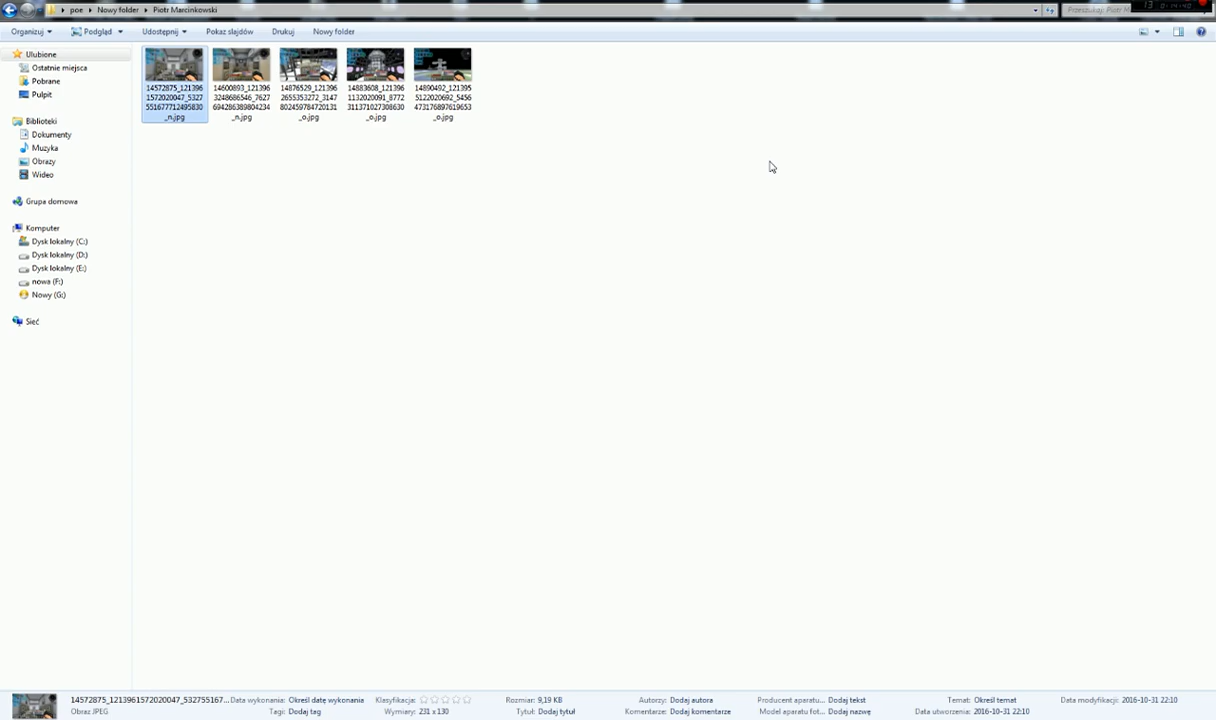 poe Nowy folder Piotr Marcinkowski
Organizuj Podgląd Udostępnij Pokaz slajdów Drukuj Nowy folder
Ulubione
Ostatnie miejsca
Pobrane
Pulpit
Biblioteki
Dokumenty
Muzyka
Obrazy
Wideo
Grupa domowa
Komputer
Dysk lokalny (C:)
Dysk lokalny (D:)
Dysk lokalny (E:)
nowa (F:)
Nowy (G:)
Sieć
14572875_121396
1572020047_5327
551677712495830
_n.jpg
14600893_121396
3248686546_7627
694286389804234
_n.jpg
14876529_121396
2655353272_3147
802459784720131
_o.jpg
14883608_121396
1132020091_8772
311371027308630
_o.jpg
14890492_121395
5122020692_5456
473176897619653
_o.jpg
14572875_1213961572020047_532755167... Data wykonania: Określ datę wykonania Klasyfikacja: Rozmiar: 9,19 KB Autorzy: Dodaj autora Producent aparatu... Dodaj tekst Temat: Określ temat Data modyfikacji: 2016-10-31 22:10
Obraz JPEG Tagi: Dodaj tag Wymiary: 231 x 130 Tytuł: Dodaj tytuł Komentarze: Dodaj komentarze Model aparatu fot... Dodaj nazwę Data utworzenia: 2016-10-31 22:10